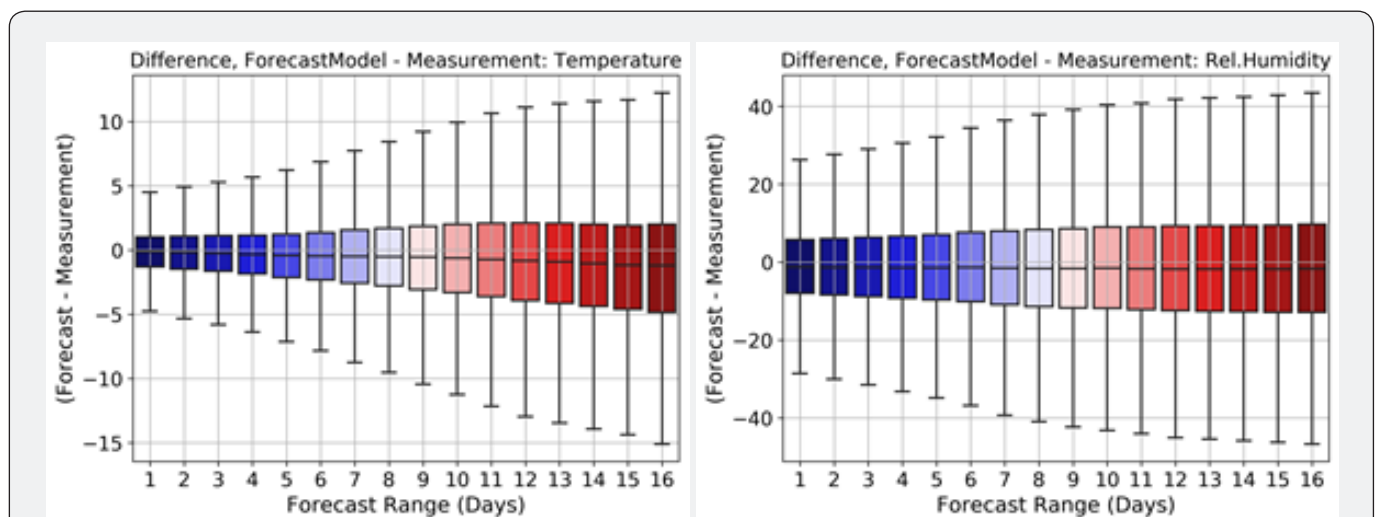 Difference, ForecastModel - Measurement: Temperature
(Forecast - Measurement)
10
5
0
−5
−10
−15
1 2 3 4 5 6 7 8 9 10 11 12 13 14 15 16
Forecast Range (Days)
Difference, ForecastModel - Measurement: Rel.Humidity
(Forecast - Measurement)
40
20
0
−20
−40
1 2 3 4 5 6 7 8 9 10 11 12 13 14 15 16
Forecast Range (Days)